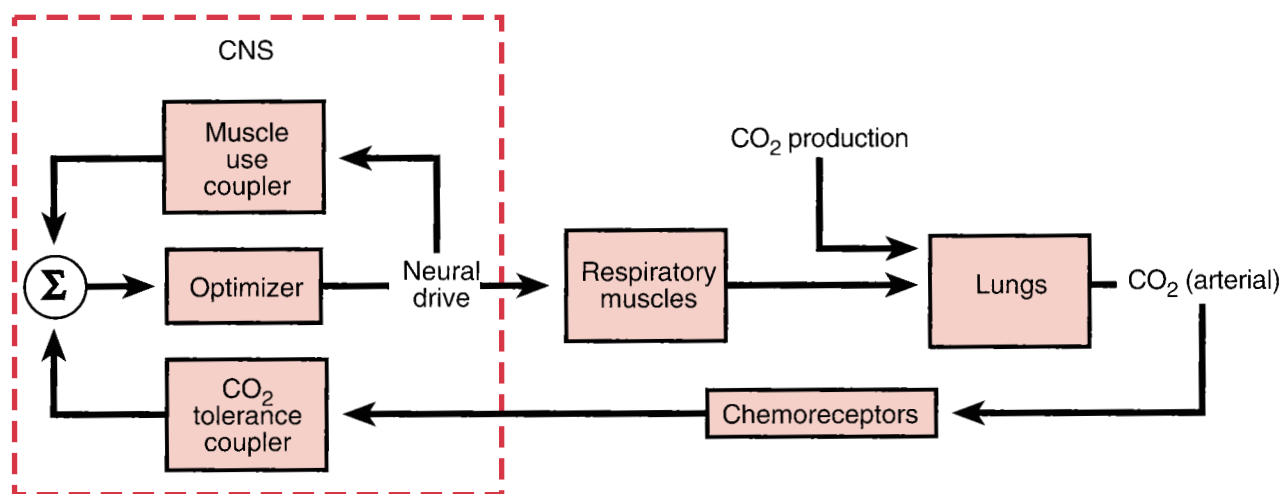 CNS
Muscle
use
coupler
CO₂ production
Σ
Optimizer
Neural
drive
Respiratory
muscles
Lungs
CO₂ (arterial)
CO₂
tolerance
coupler
Chemoreceptors